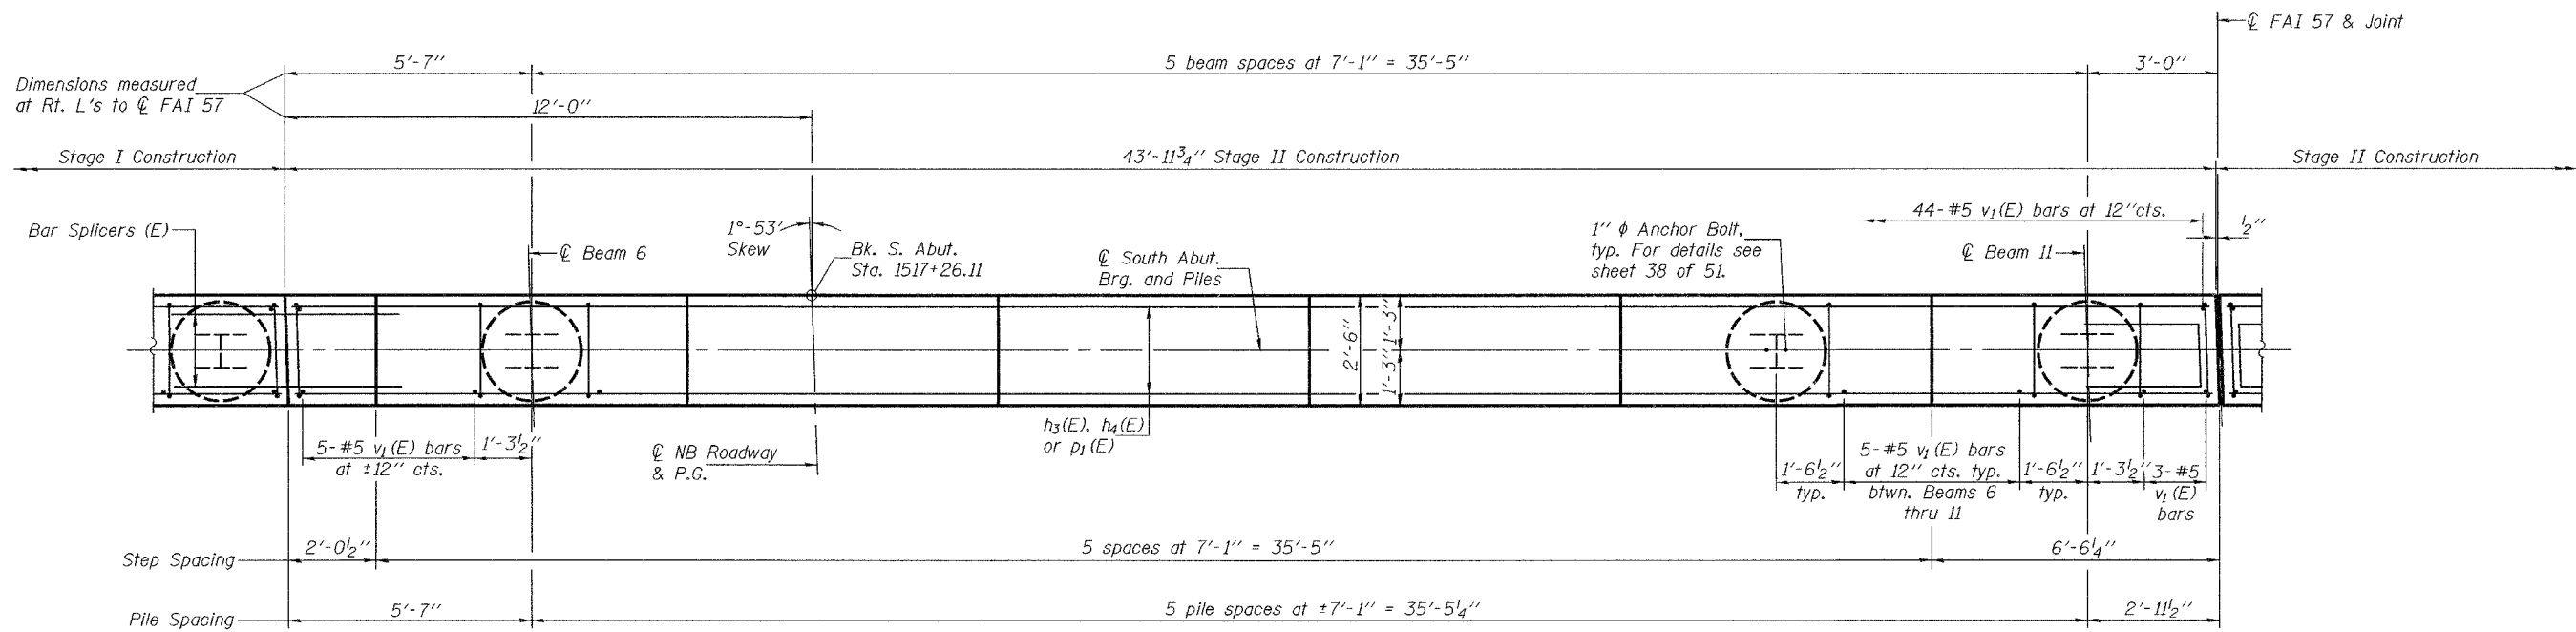 ℄ FAI 57 & Joint
5'-7"
5 beam spaces at 7'-1" = 35'-5"
3'-0"
Dimensions measured
at Rt. L's to ℄ FAI 57
12'-0"
Stage I Construction
43'-11¾" Stage II Construction
Stage II Construction
Bar Splicers (E)
1°-53'
Skew
℄ Beam 6
Bk. S. Abut.
Sta. 1517+26.11
℄ South Abut.
Brg. and Piles
1" ϕ Anchor Bolt,
typ. For details see
sheet 38 of 51.
44-#5 v₁(E) bars at 12"cts.
½"
℄ Beam 11
2'-6"
1'-3"
1'-3"
5-#5 v₁(E) bars
at ±12" cts.
1'-3½"
℄ NB Roadway
& P.G.
h₃(E), h₄(E)
or p₁(E)
1'-6½"
typ.
5-#5 v₁(E) bars
at 12" cts. typ.
btwn. Beams 6
thru 11
1'-6½"
typ.
1'-3½"
3-#5
v₁(E)
bars
Step Spacing
2'-0½"
5 spaces at 7'-1" = 35'-5"
6'-6¼"
Pile Spacing
5'-7"
5 pile spaces at ±7'-1" = 35'-5¼"
2'-11½"